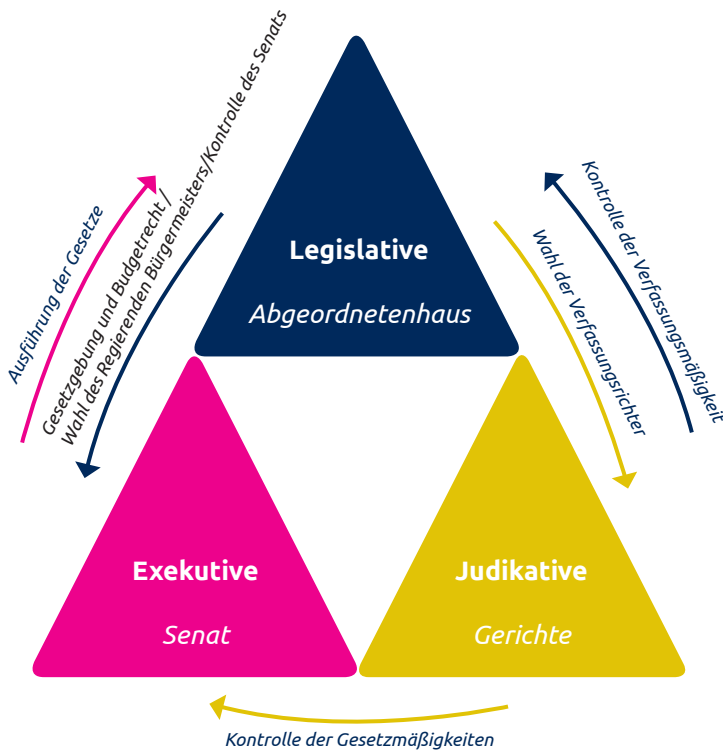 Ausführung der Gesetze
Gesetzgebung und Budgetrecht /
Wahl des Regierenden Bürgermeisters/Kontrolle des Senats
Legislative
Abgeordnetenhaus
Wahl der Verfassungsrichter
Kontrolle der Verfassungsmäßigkeit
Exekutive
Senat
Judikative
Gerichte
Kontrolle der Gesetzmäßigkeiten